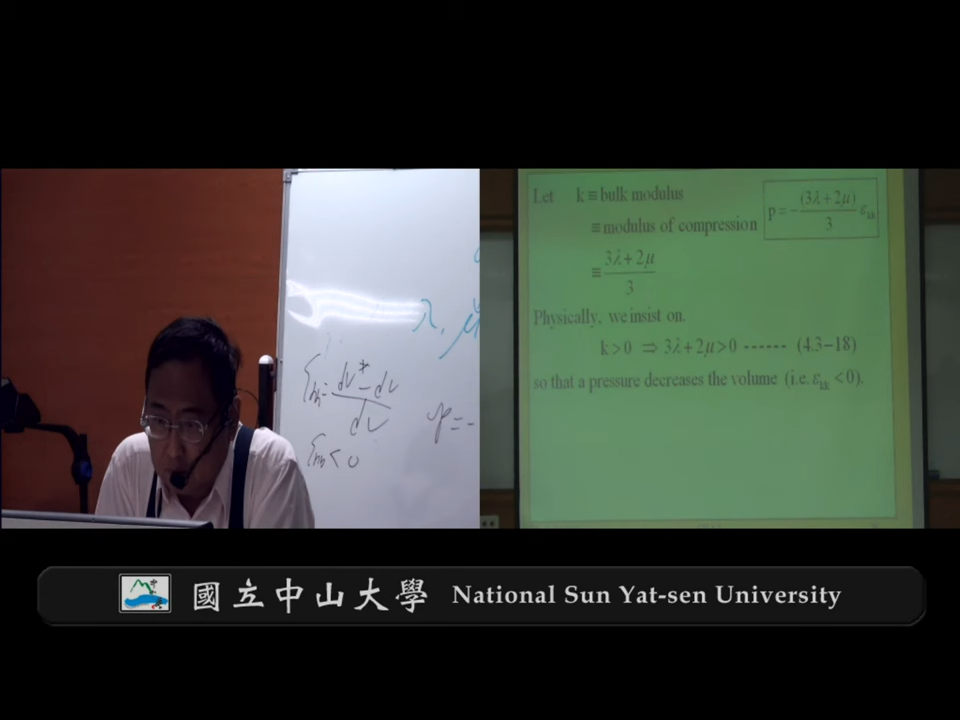 λ, μ
ε_kk = dV* - dV / dV
ε_kk < 0
p = -
Let k ≡ bulk modulus
≡ modulus of compression
p = - (3λ + 2μ) / 3 ε_kk
≡ 3λ + 2μ / 3
Physically, we insist on.
k > 0 ⇒ 3λ + 2μ > 0 ------ (4.3-18)
so that a pressure decreases the volume (i.e. ε_kk < 0).
國立中山大學 National Sun Yat-sen University